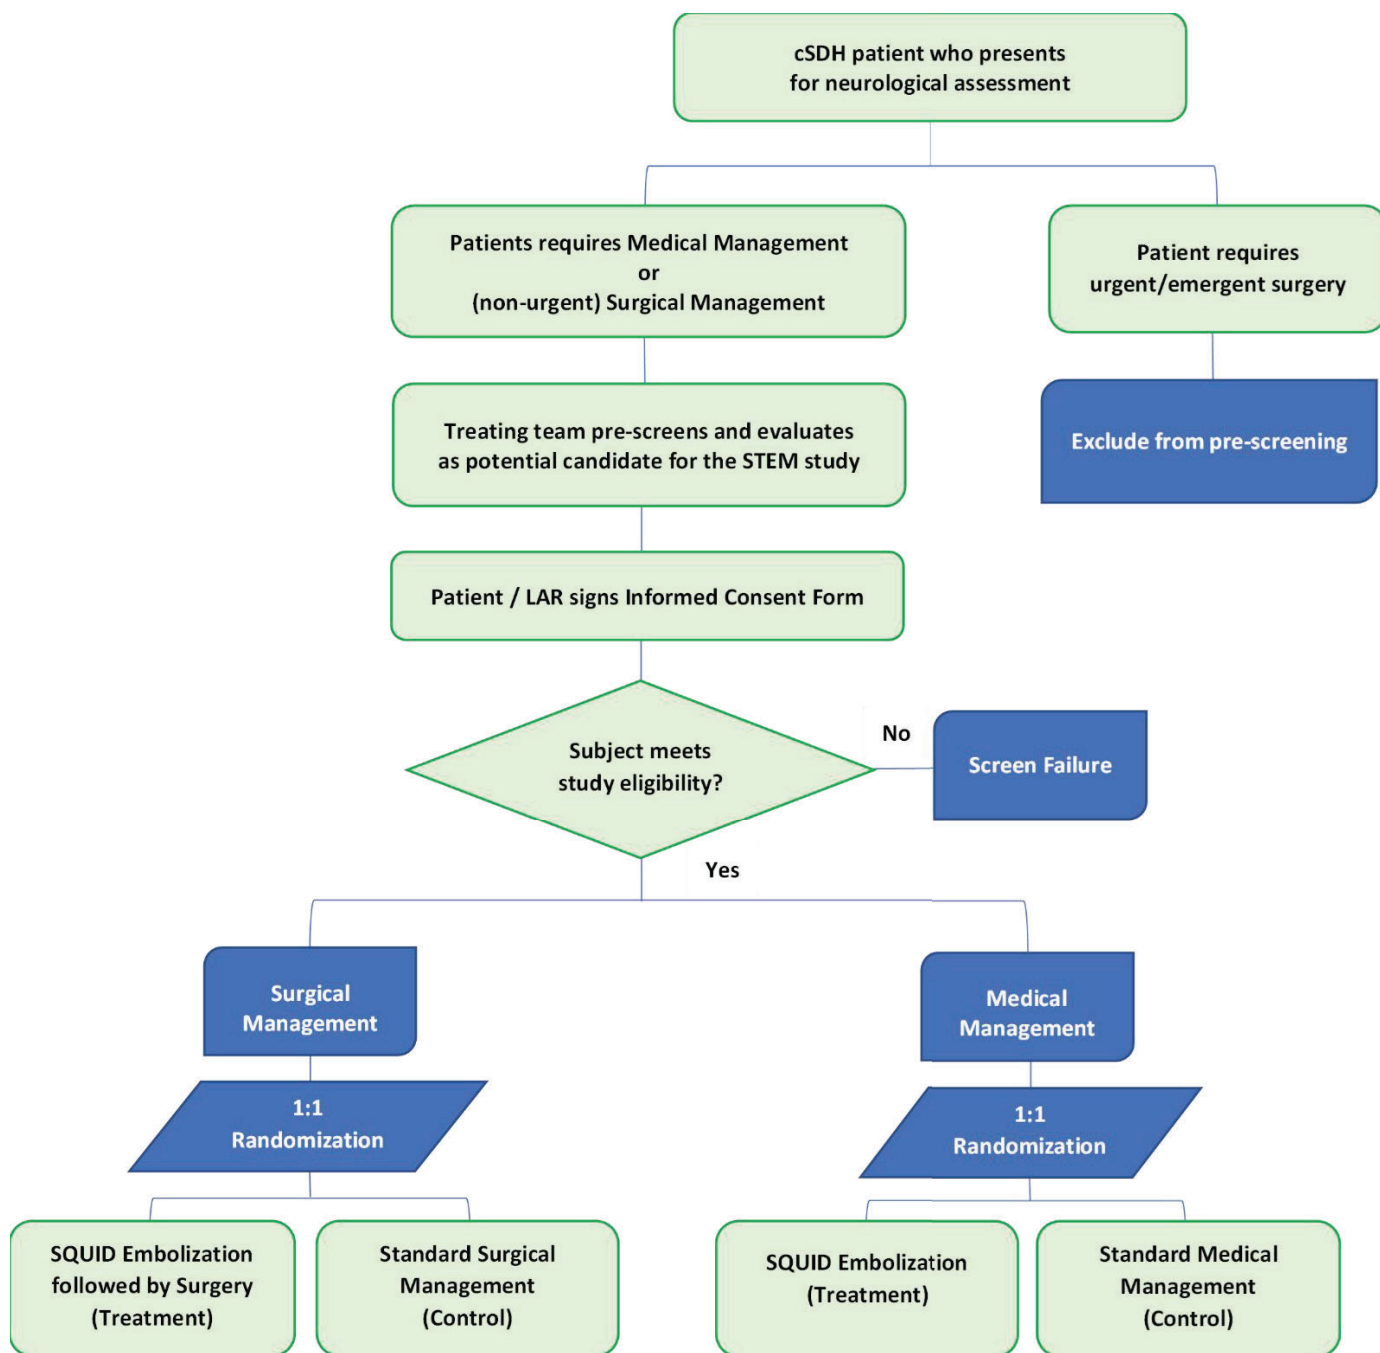 cSDH patient who presents
for neurological assessment
Patients requires Medical Management
or
(non-urgent) Surgical Management
Patient requires
urgent/emergent surgery
Treating team pre-screens and evaluates
as potential candidate for the STEM study
Exclude from pre-screening
Patient / LAR signs Informed Consent Form
Subject meets
study eligibility?
No
Screen Failure
Yes
Surgical
Management
Medical
Management
1:1
Randomization
1:1
Randomization
SQUID Embolization
followed by Surgery
(Treatment)
Standard Surgical
Management
(Control)
SQUID Embolization
(Treatment)
Standard Medical
Management
(Control)